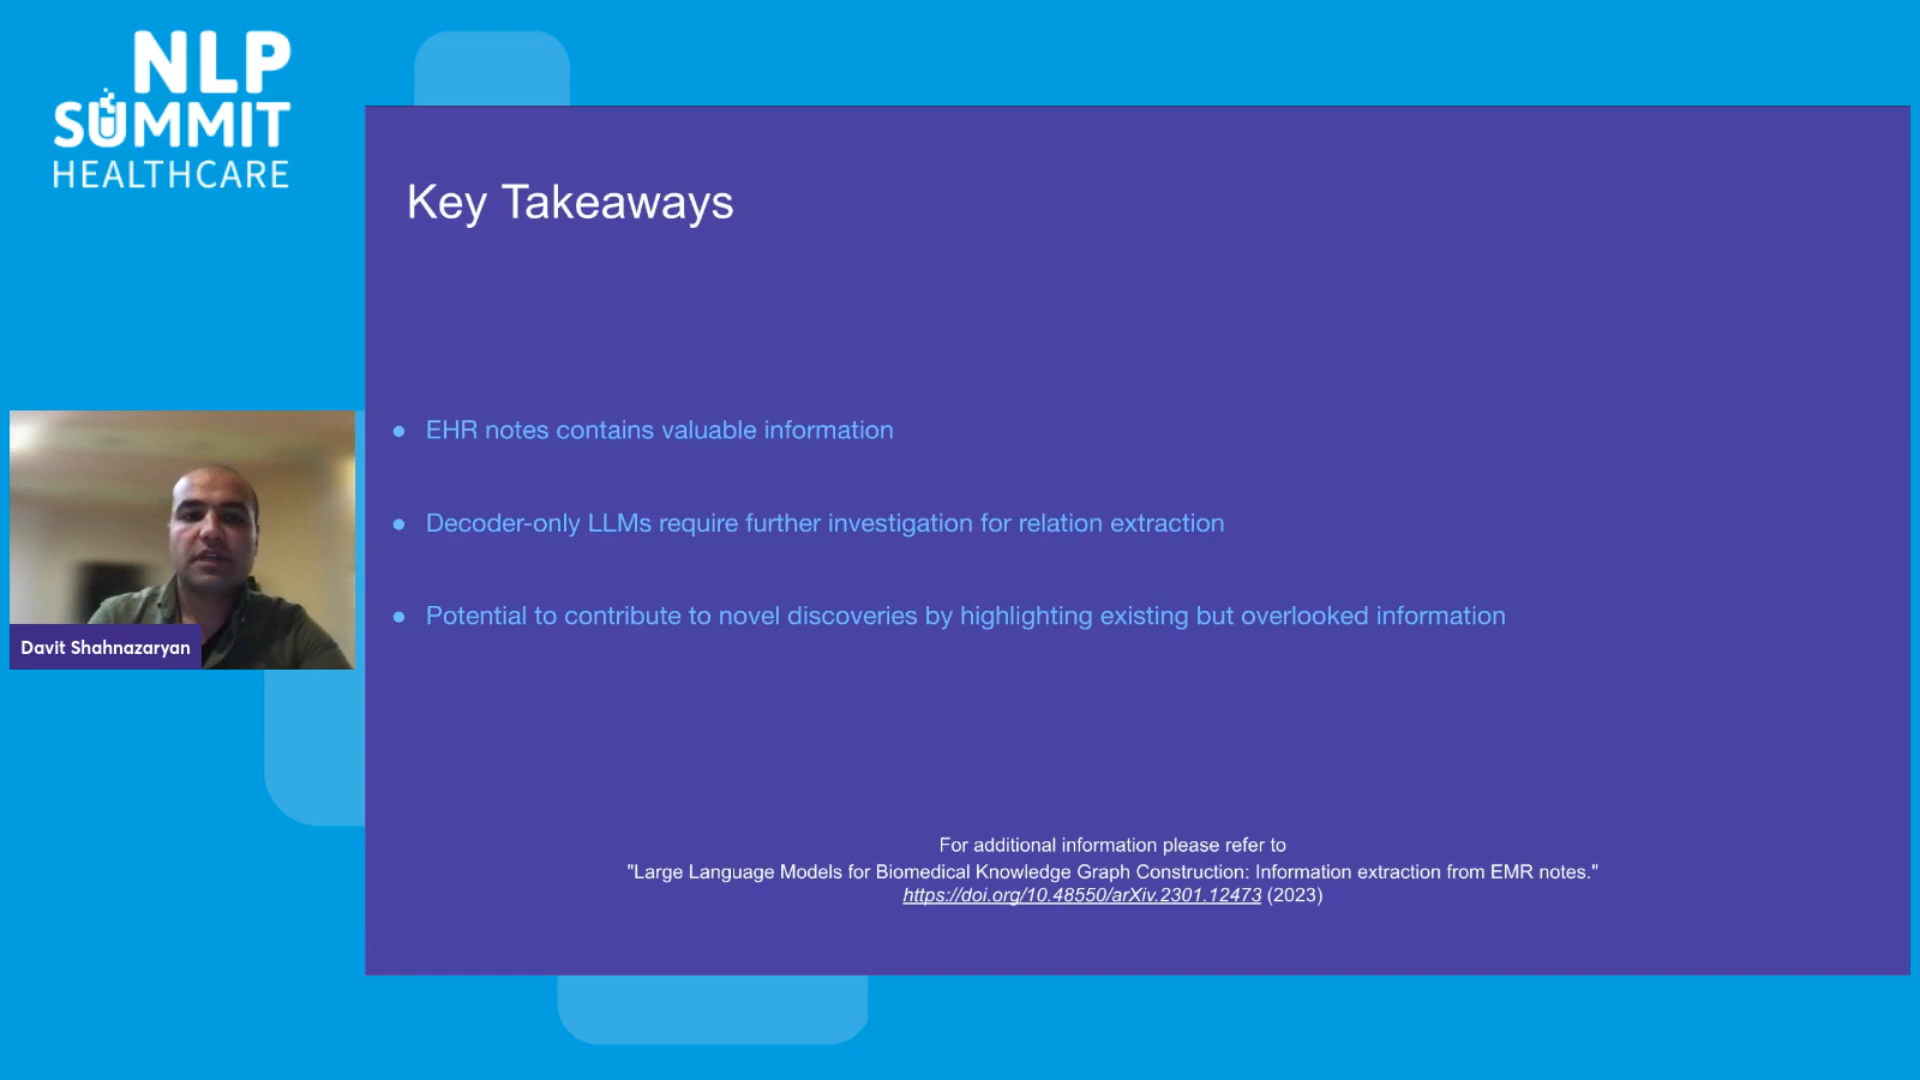 NLP
SUMMIT
HEALTHCARE
Key Takeaways
● EHR notes contains valuable information
● Decoder-only LLMs require further investigation for relation extraction
● Potential to contribute to novel discoveries by highlighting existing but overlooked information
Davit Shahnazaryan
For additional information please refer to
"Large Language Models for Biomedical Knowledge Graph Construction: Information extraction from EMR notes."
https://doi.org/10.48550/arXiv.2301.12473 (2023)